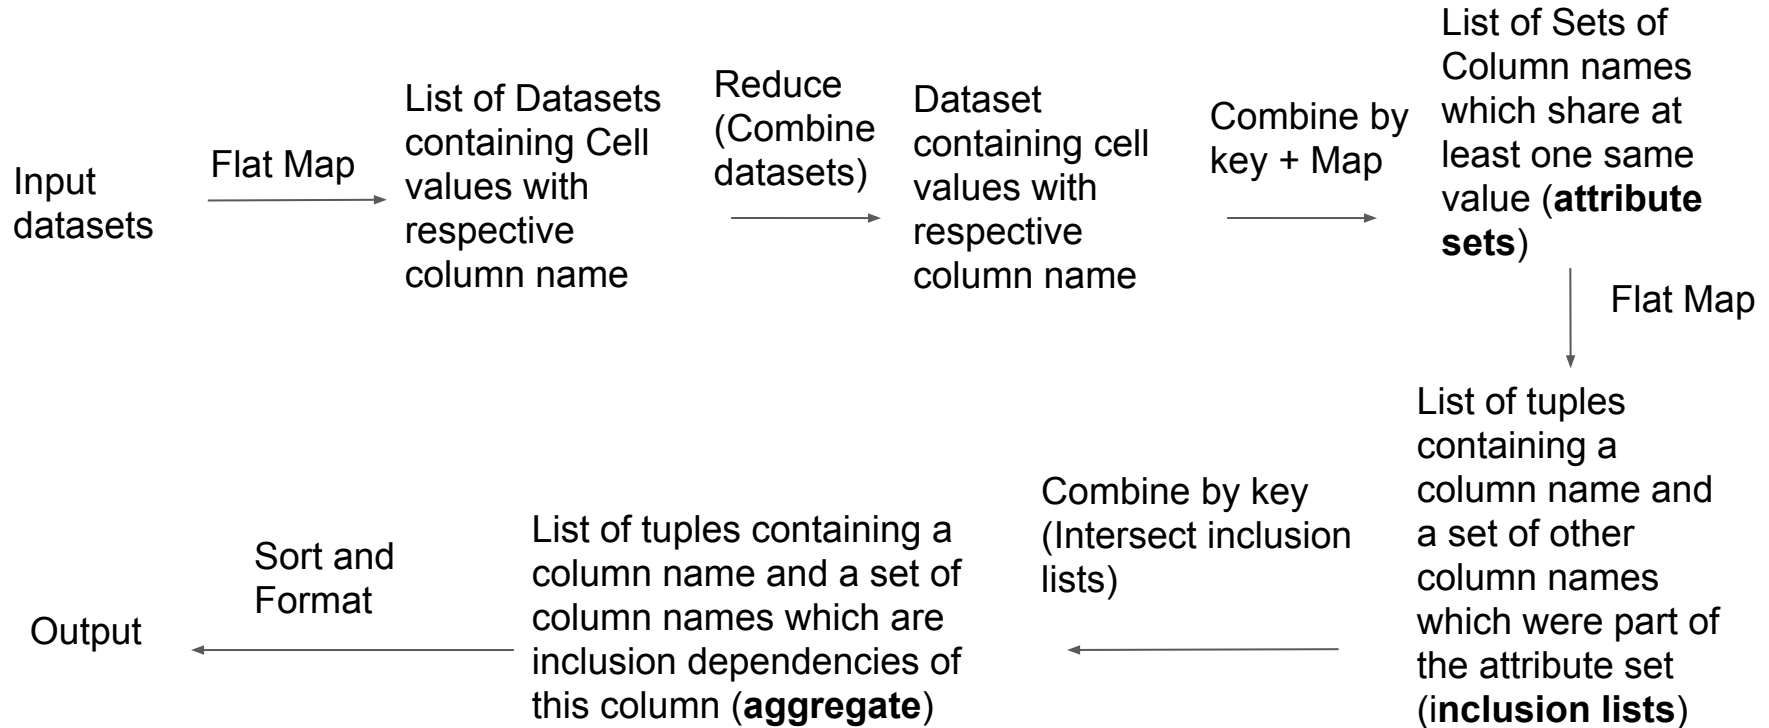 Input
datasets
Flat Map
List of Datasets
containing Cell
values with
respective
column name
Reduce
(Combine
datasets)
Dataset
containing cell
values with
respective
column name
Combine by
key + Map
List of Sets of
Column names
which share at
least one same
value (attribute
sets)
Flat Map
List of tuples
containing a
column name and
a set of other
column names
which were part of
the attribute set
(inclusion lists)
Combine by key
(Intersect inclusion
lists)
List of tuples containing a
column name and a set of
column names which are
inclusion dependencies of
this column (aggregate)
Sort and
Format
Output